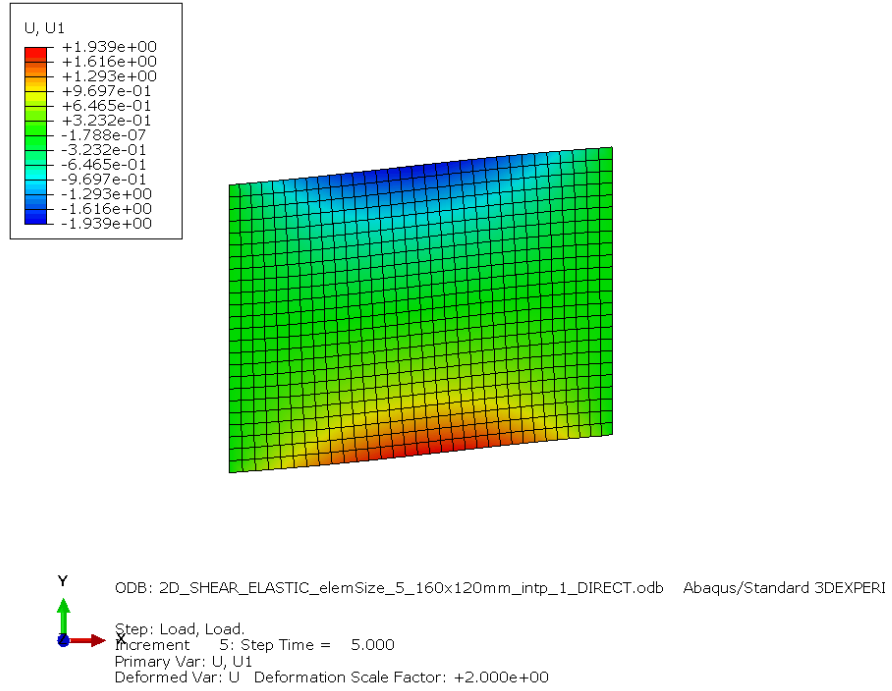 U, U1
+1.939e+00
+1.616e+00
+1.293e+00
+9.697e-01
+6.465e-01
+3.232e-01
-1.788e-07
-3.232e-01
-6.465e-01
-9.697e-01
-1.293e+00
-1.616e+00
-1.939e+00
Y
X
ODB: 2D_SHEAR_ELASTIC_elemSize_5_160x120mm_intp_1_DIRECT.odb Abaqus/Standard 3DEXPERI
Step: Load, Load.
Increment 5: Step Time = 5.000
Primary Var: U, U1
Deformed Var: U Deformation Scale Factor: +2.000e+00